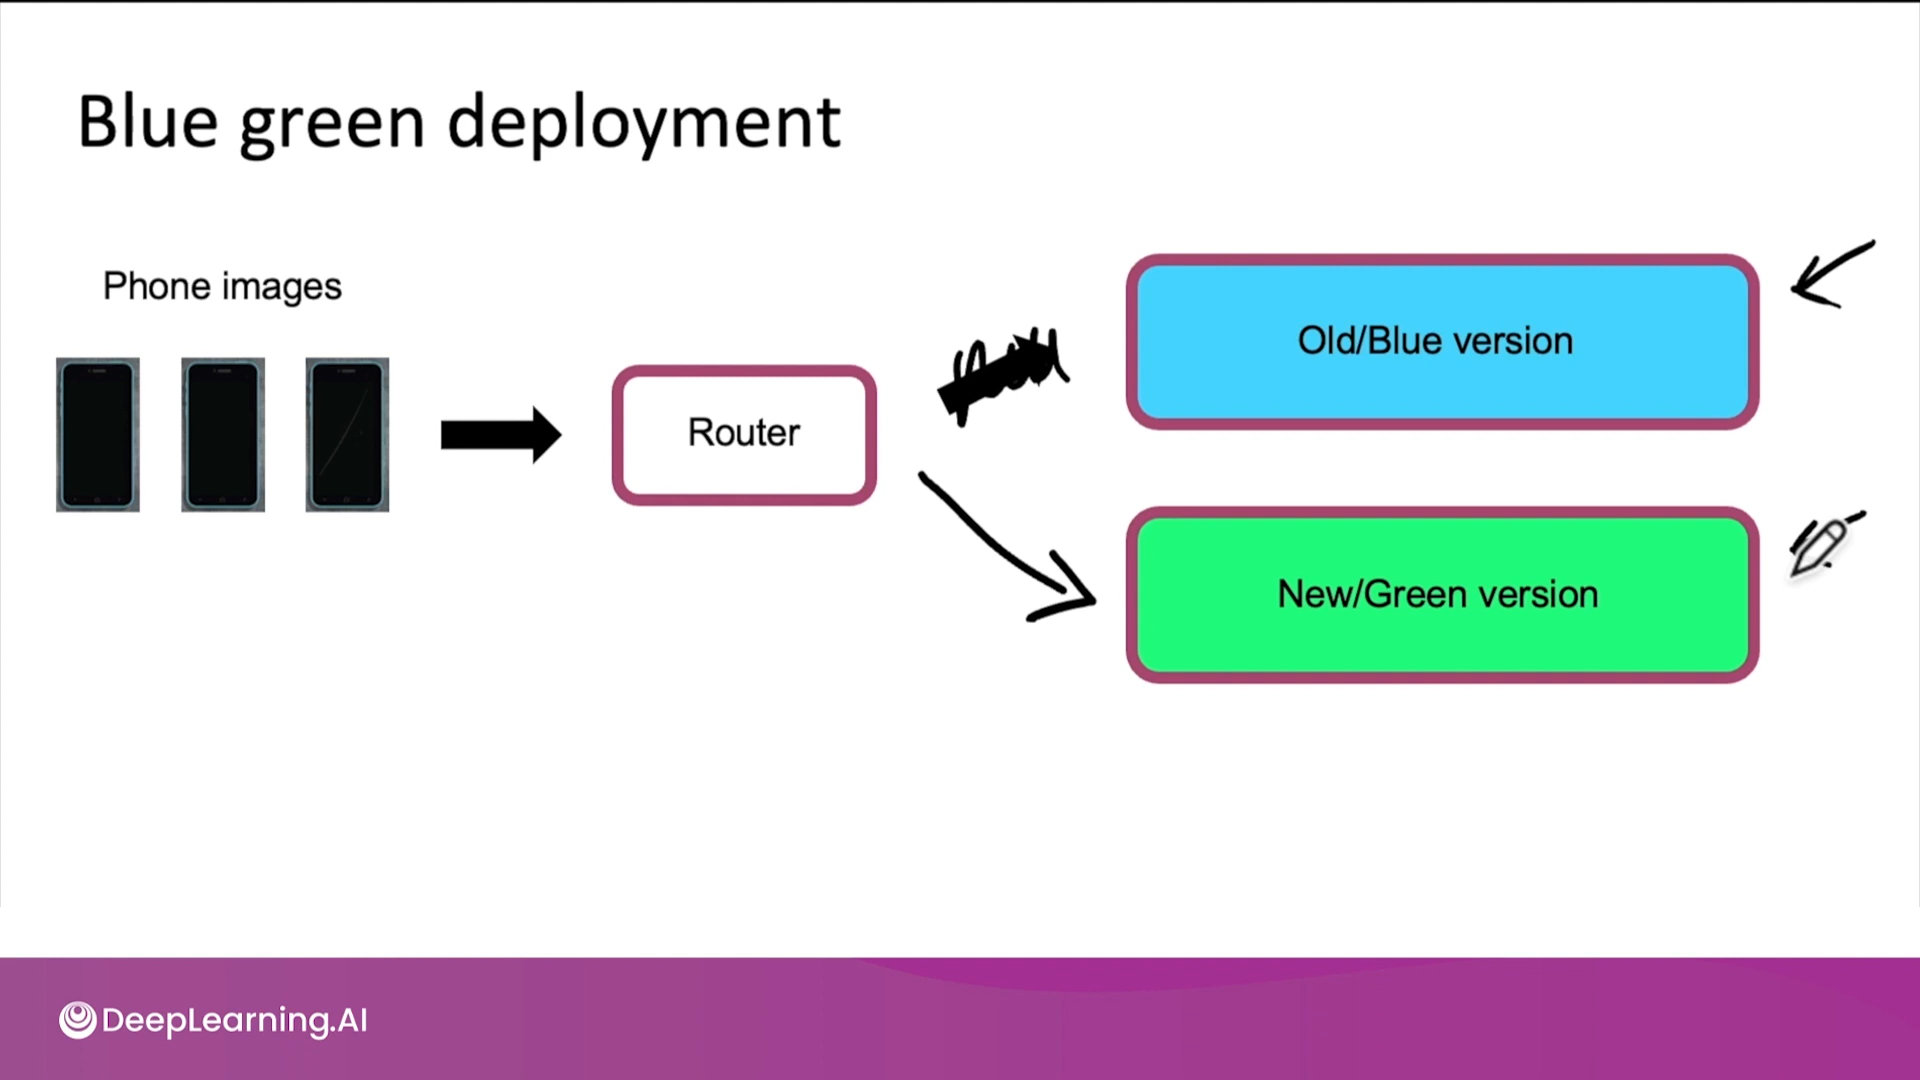 Blue green deployment
Phone images
Router
Old/Blue version
New/Green version
DeepLearning.AI